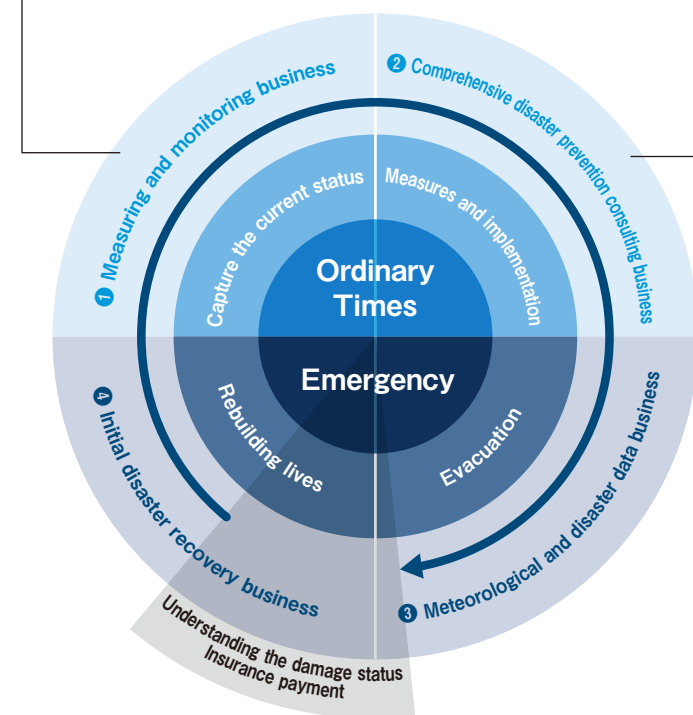 ❶ Measuring and monitoring business
❷ Comprehensive disaster prevention consulting business
Capture the current status
Measures and implementation
Ordinary
Times
Emergency
Rebuilding lives
Evacuation
❸ Meteorological and disaster data business
❹ Initial disaster recovery business
Understanding the damage status
Insurance payment